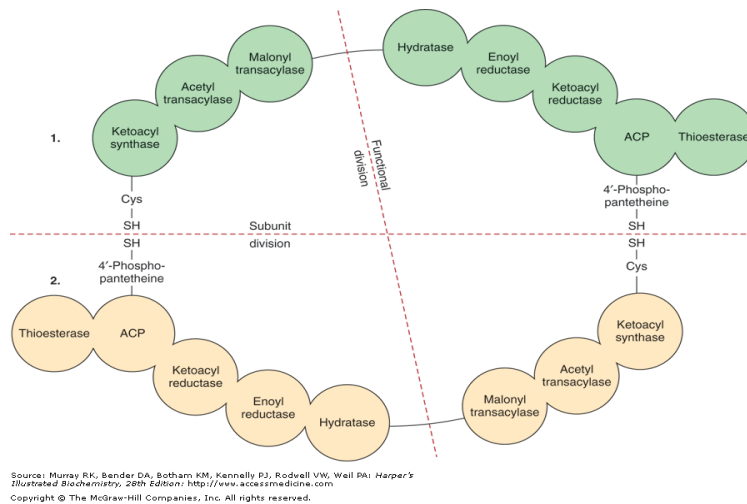 Malonyl
transacylase
Hydratase
Enoyl
reductase
Acetyl
transacylase
Ketoacyl
reductase
1.
Ketoacyl
synthase
ACP
Thioesterase
Functional
division
Cys
SH
4′-Phospho-
pantetheine
SH
Subunit
division
SH
4′-Phospho-
pantetheine
SH
Cys
2.
Thioesterase
ACP
Ketoacyl
reductase
Enoyl
reductase
Hydratase
Ketoacyl
synthase
Acetyl
transacylase
Malonyl
transacylase
Source: Murray RK, Bender DA, Botham KM, Kennelly PJ, Rodwell VW, Weil PA: Harper's
Illustrated Biochemistry, 28th Edition: http://www.accessmedicine.com
Copyright © The McGraw-Hill Companies, Inc. All rights reserved.